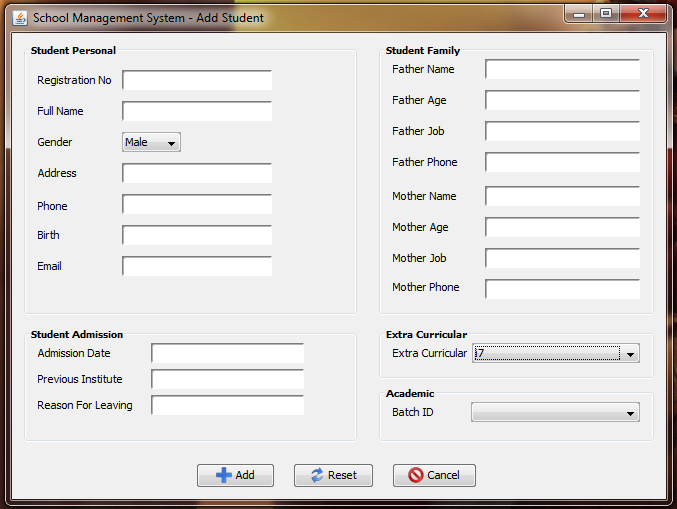 School Management System - Add Student
Student Personal
Registration No
Full Name
Gender Male
Address
Phone
Birth
Email
Student Family
Father Name
Father Age
Father Job
Father Phone
Mother Name
Mother Age
Mother Job
Mother Phone
Student Admission
Admission Date
Previous Institute
Reason For Leaving
Extra Curricular
Extra Curricular i7
Academic
Batch ID
Add Reset Cancel